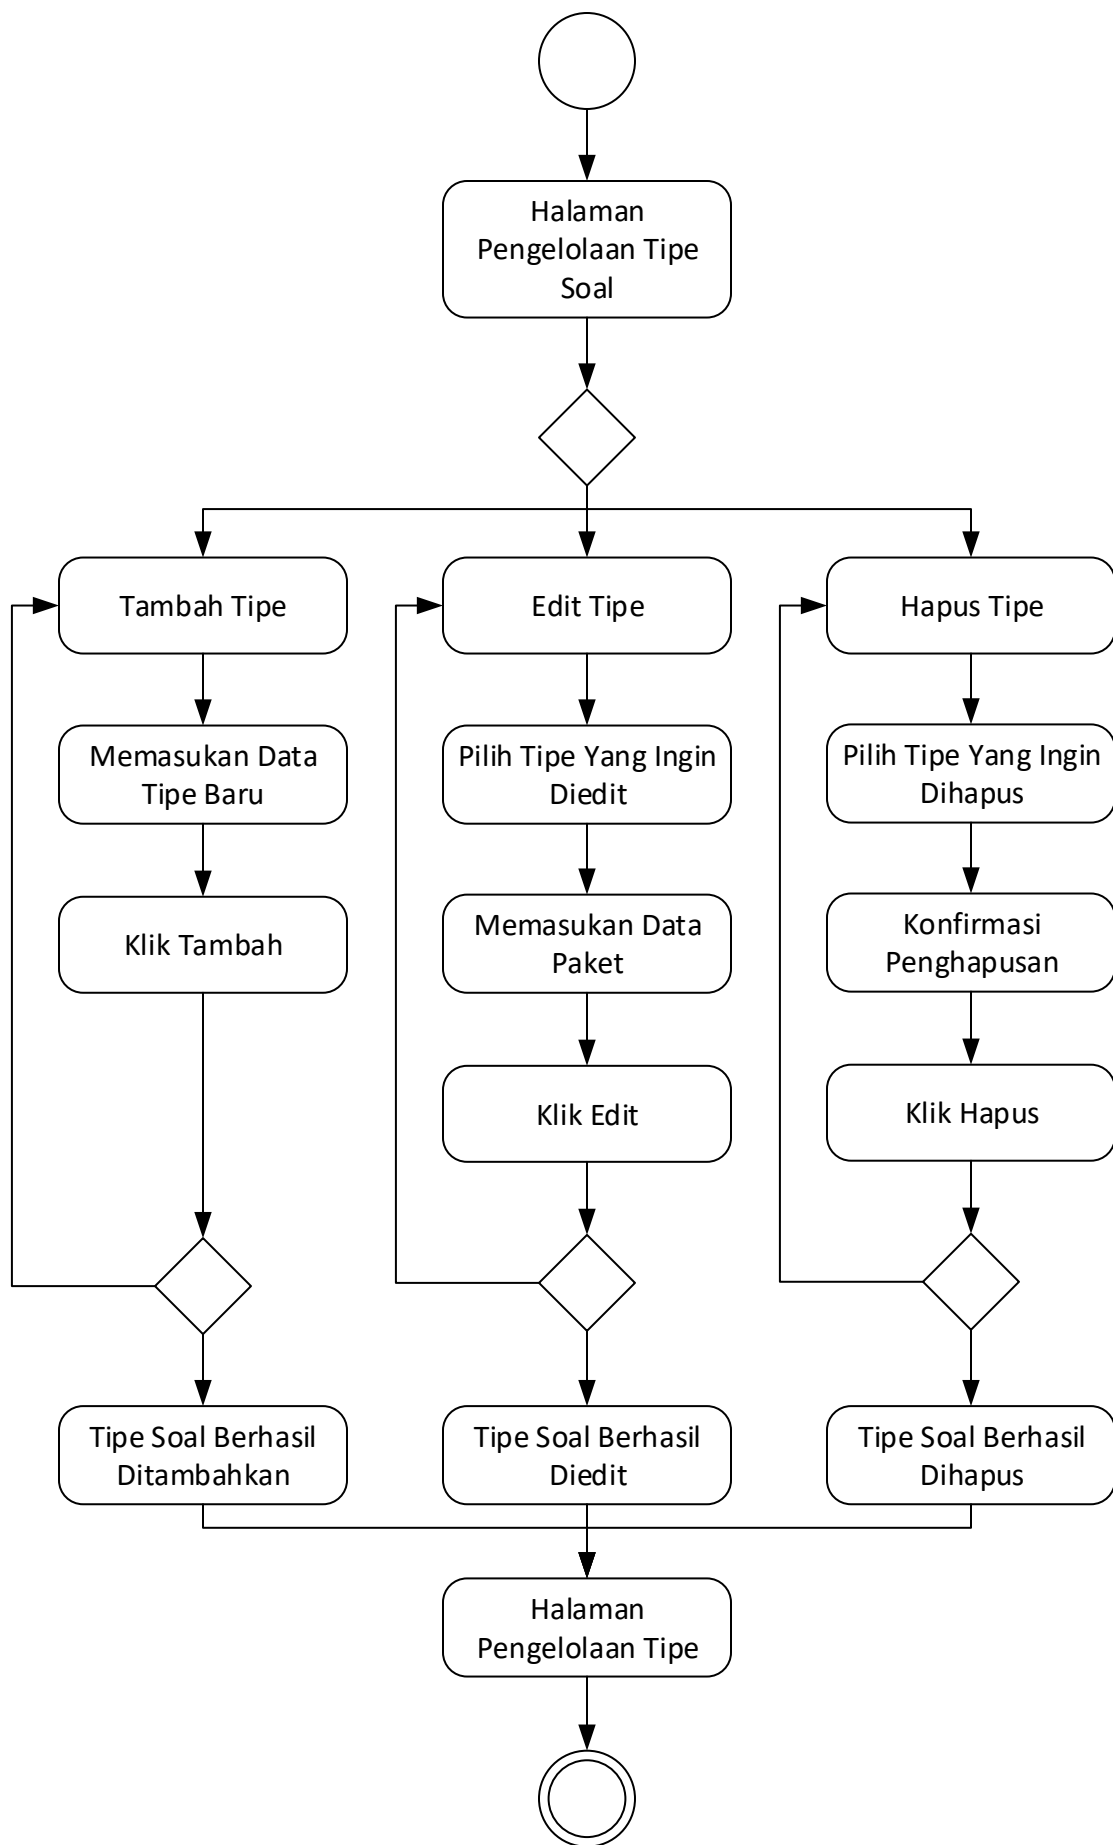 Halaman
Pengelolaan Tipe
Soal
Tambah Tipe
Edit Tipe
Hapus Tipe
Memasukan Data
Tipe Baru
Pilih Tipe Yang Ingin
Diedit
Pilih Tipe Yang Ingin
Dihapus
Klik Tambah
Memasukan Data
Paket
Konfirmasi
Penghapusan
Klik Edit
Klik Hapus
Tipe Soal Berhasil
Ditambahkan
Tipe Soal Berhasil
Diedit
Tipe Soal Berhasil
Dihapus
Halaman
Pengelolaan Tipe